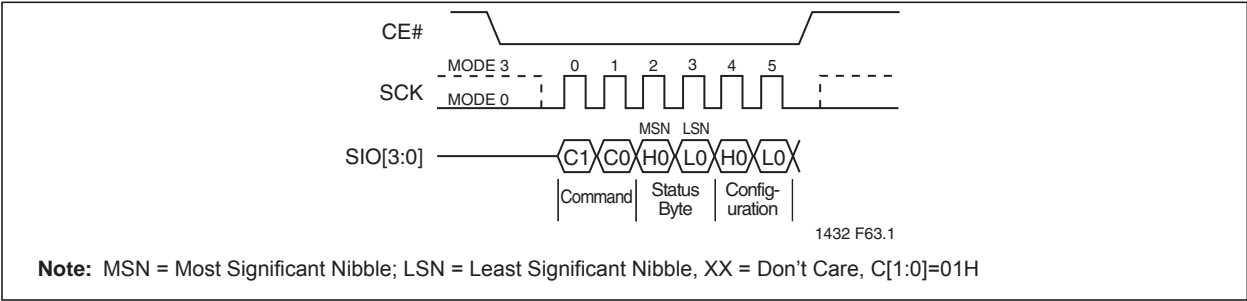 CE#
MODE 3
0 1 2 3 4 5
SCK
MODE 0
MSN LSN
SIO[3:0]
C1 C0 H0 L0 H0 L0
Command
Status
Byte
Config-
uration
1432 F63.1
Note: MSN = Most Significant Nibble; LSN = Least Significant Nibble, XX = Don't Care, C[1:0]=01H